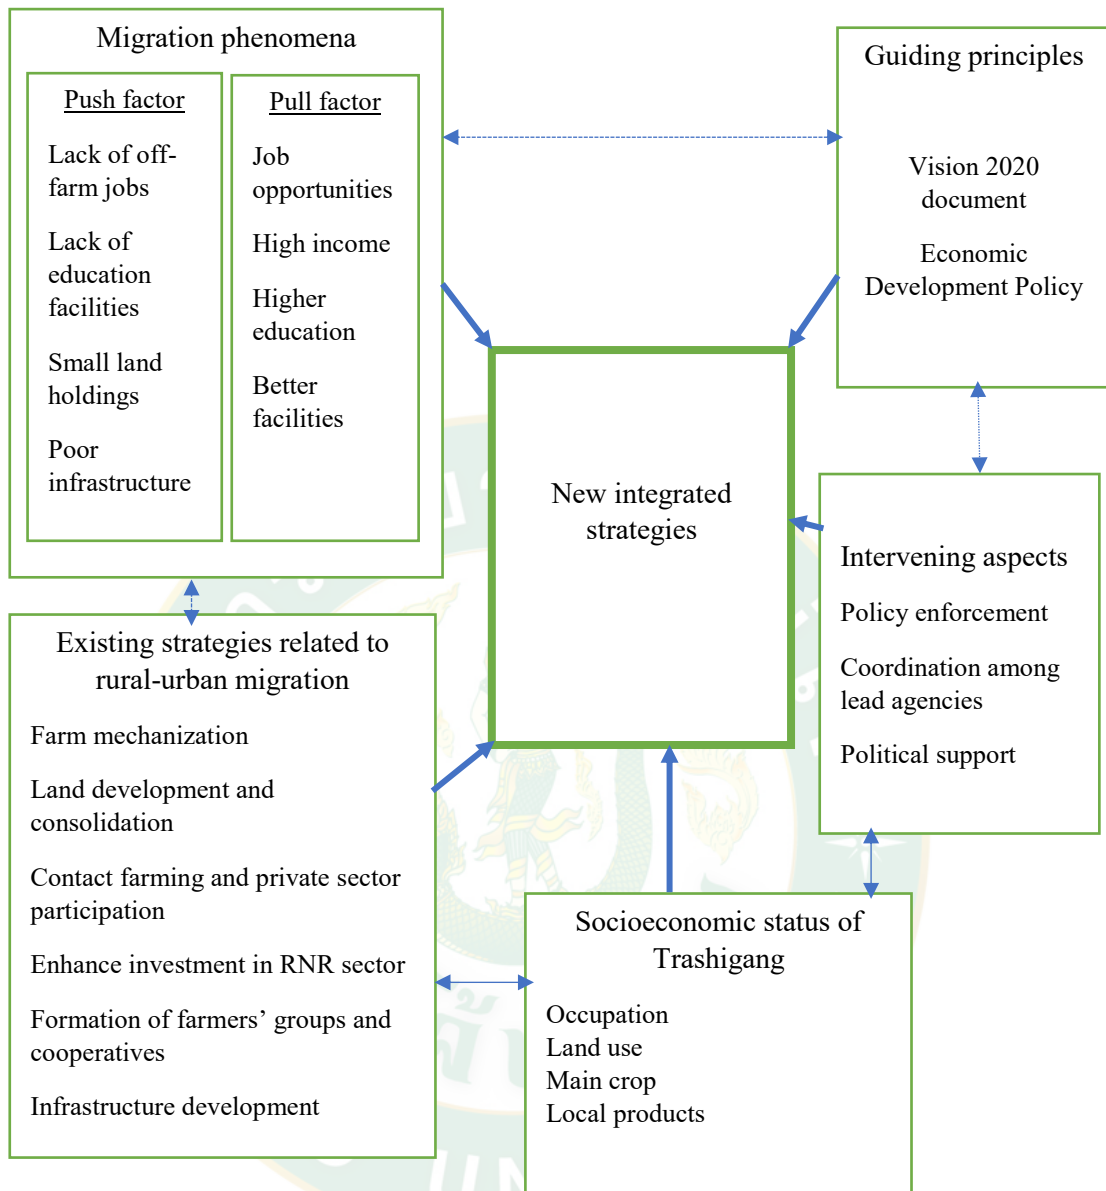 Migration phenomena
Push factor
Lack of off-
farm jobs
Lack of
education
facilities
Small land
holdings
Poor
infrastructure
Pull factor
Job
opportunities
High income
Higher
education
Better
facilities
Guiding principles
Vision 2020
document
Economic
Development Policy
New integrated
strategies
Intervening aspects
Policy enforcement
Coordination among
lead agencies
Political support
Existing strategies related to
rural-urban migration
Farm mechanization
Land development and
consolidation
Contact farming and private sector
participation
Enhance investment in RNR sector
Formation of farmers’ groups and
cooperatives
Infrastructure development
Socioeconomic status of
Trashigang
Occupation
Land use
Main crop
Local products